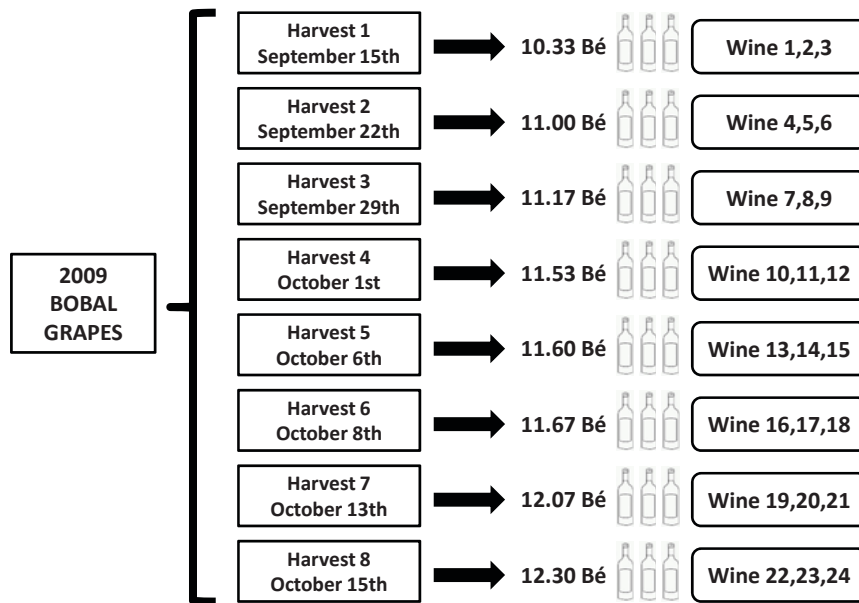 2009
BOBAL
GRAPES
Harvest 1
September 15th
10.33 Bé
Wine 1,2,3
Harvest 2
September 22th
11.00 Bé
Wine 4,5,6
Harvest 3
September 29th
11.17 Bé
Wine 7,8,9
Harvest 4
October 1st
11.53 Bé
Wine 10,11,12
Harvest 5
October 6th
11.60 Bé
Wine 13,14,15
Harvest 6
October 8th
11.67 Bé
Wine 16,17,18
Harvest 7
October 13th
12.07 Bé
Wine 19,20,21
Harvest 8
October 15th
12.30 Bé
Wine 22,23,24